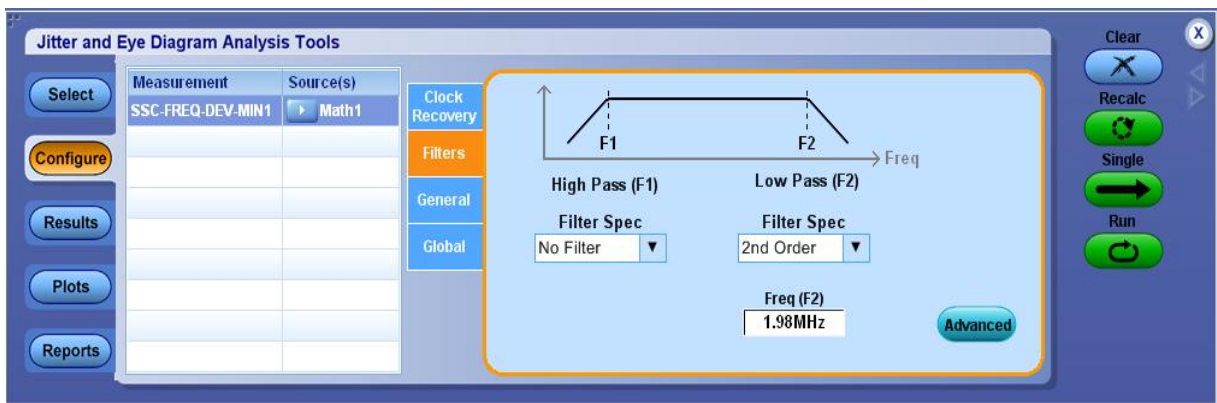 Jitter and Eye Diagram Analysis Tools
Select
Configure
Results
Plots
Reports
Measurement Source(s)
SSC-FREQ-DEV-MIN1 Math1
Clock
Recovery
Filters
General
Global
F1 F2
Freq
High Pass (F1) Low Pass (F2)
Filter Spec Filter Spec
No Filter 2nd Order
Freq (F2)
1.98MHz
Advanced
Clear
X
Recalc
Single
Run